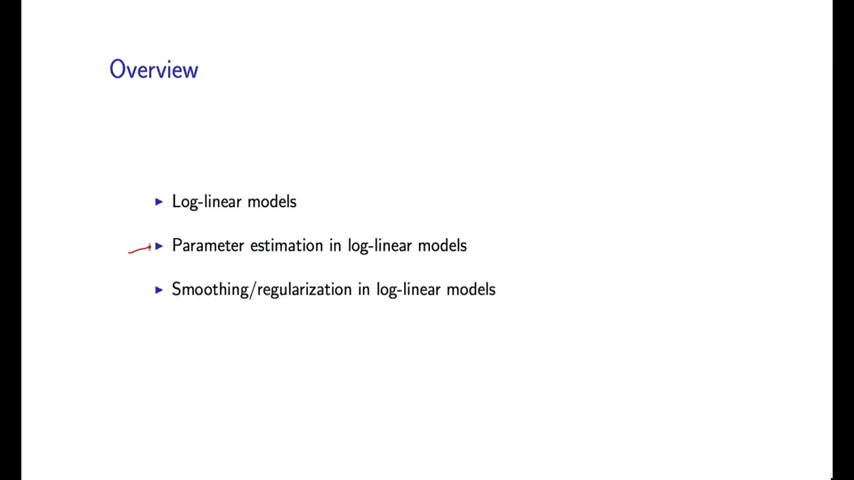 Overview
Log-linear models
Parameter estimation in log-linear models
Smoothing/regularization in log-linear models